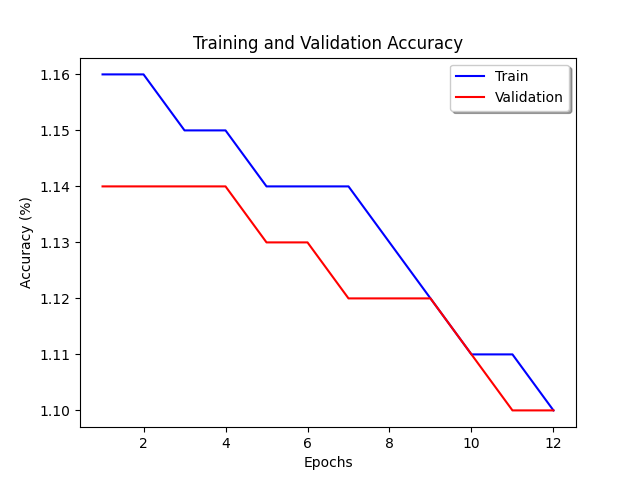 Training and Validation Accuracy
Train
Validation
Accuracy (%)
1.16
1.15
1.14
1.13
1.12
1.11
1.10
2 4 6 8 10 12
Epochs